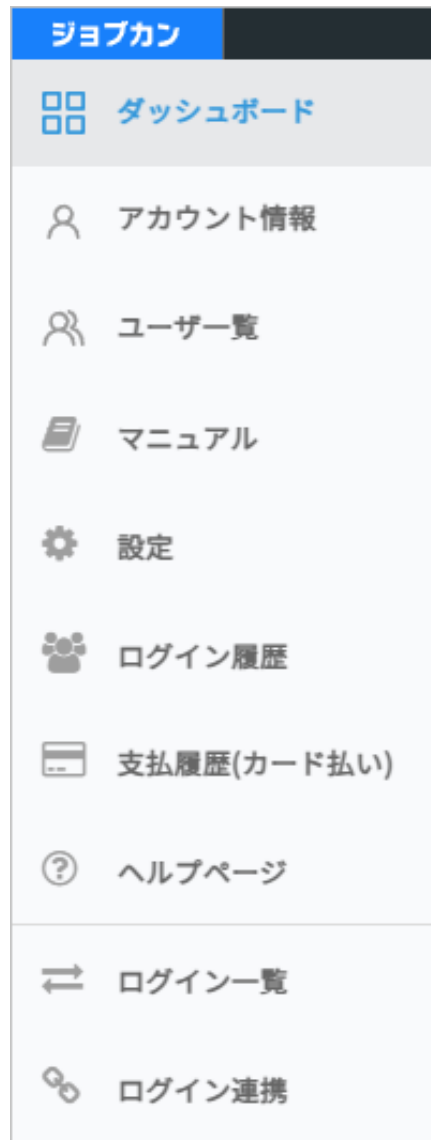 ジョブカン
ダッシュボード
アカウント情報
ユーザ一覧
マニュアル
設定
ログイン履歴
支払履歴(カード払い)
ヘルプページ
ログイン一覧
ログイン連携